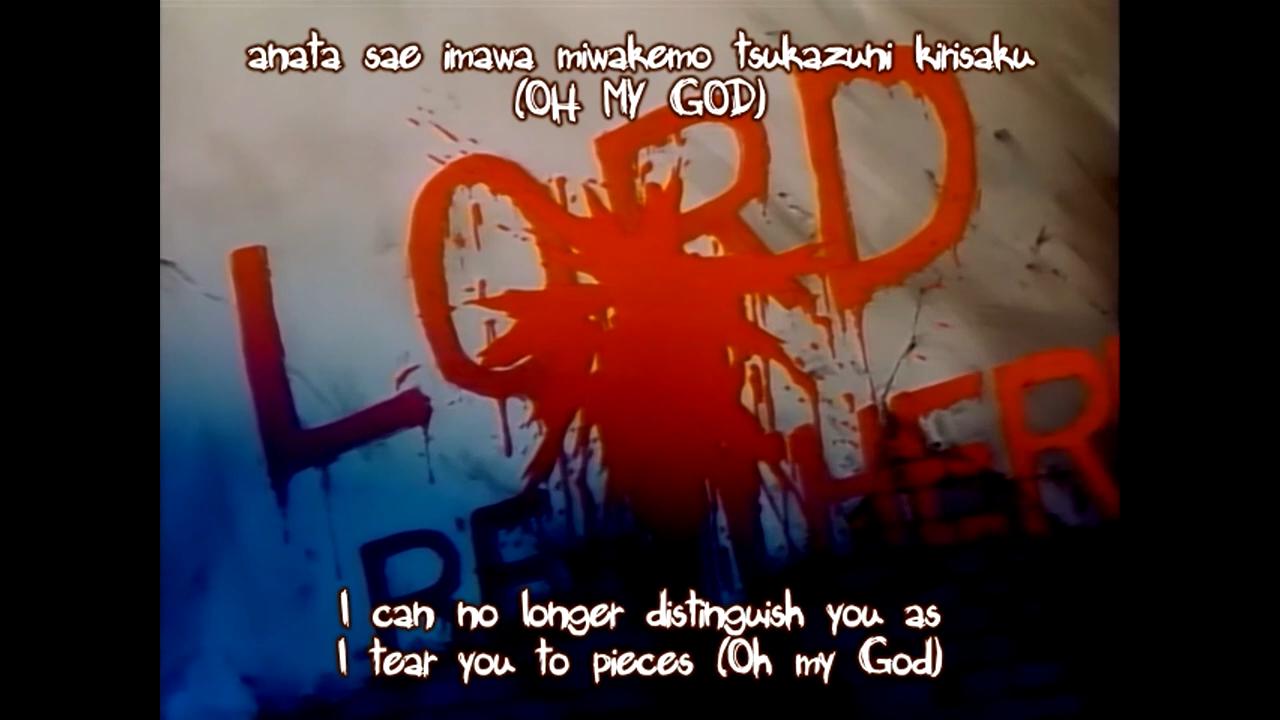 anata sae imawa miwakemo tsukazuni kirisaku
(OH MY GOD)
LORD
HER
I can no longer distinguish you as
I tear you to pieces (Oh my God)